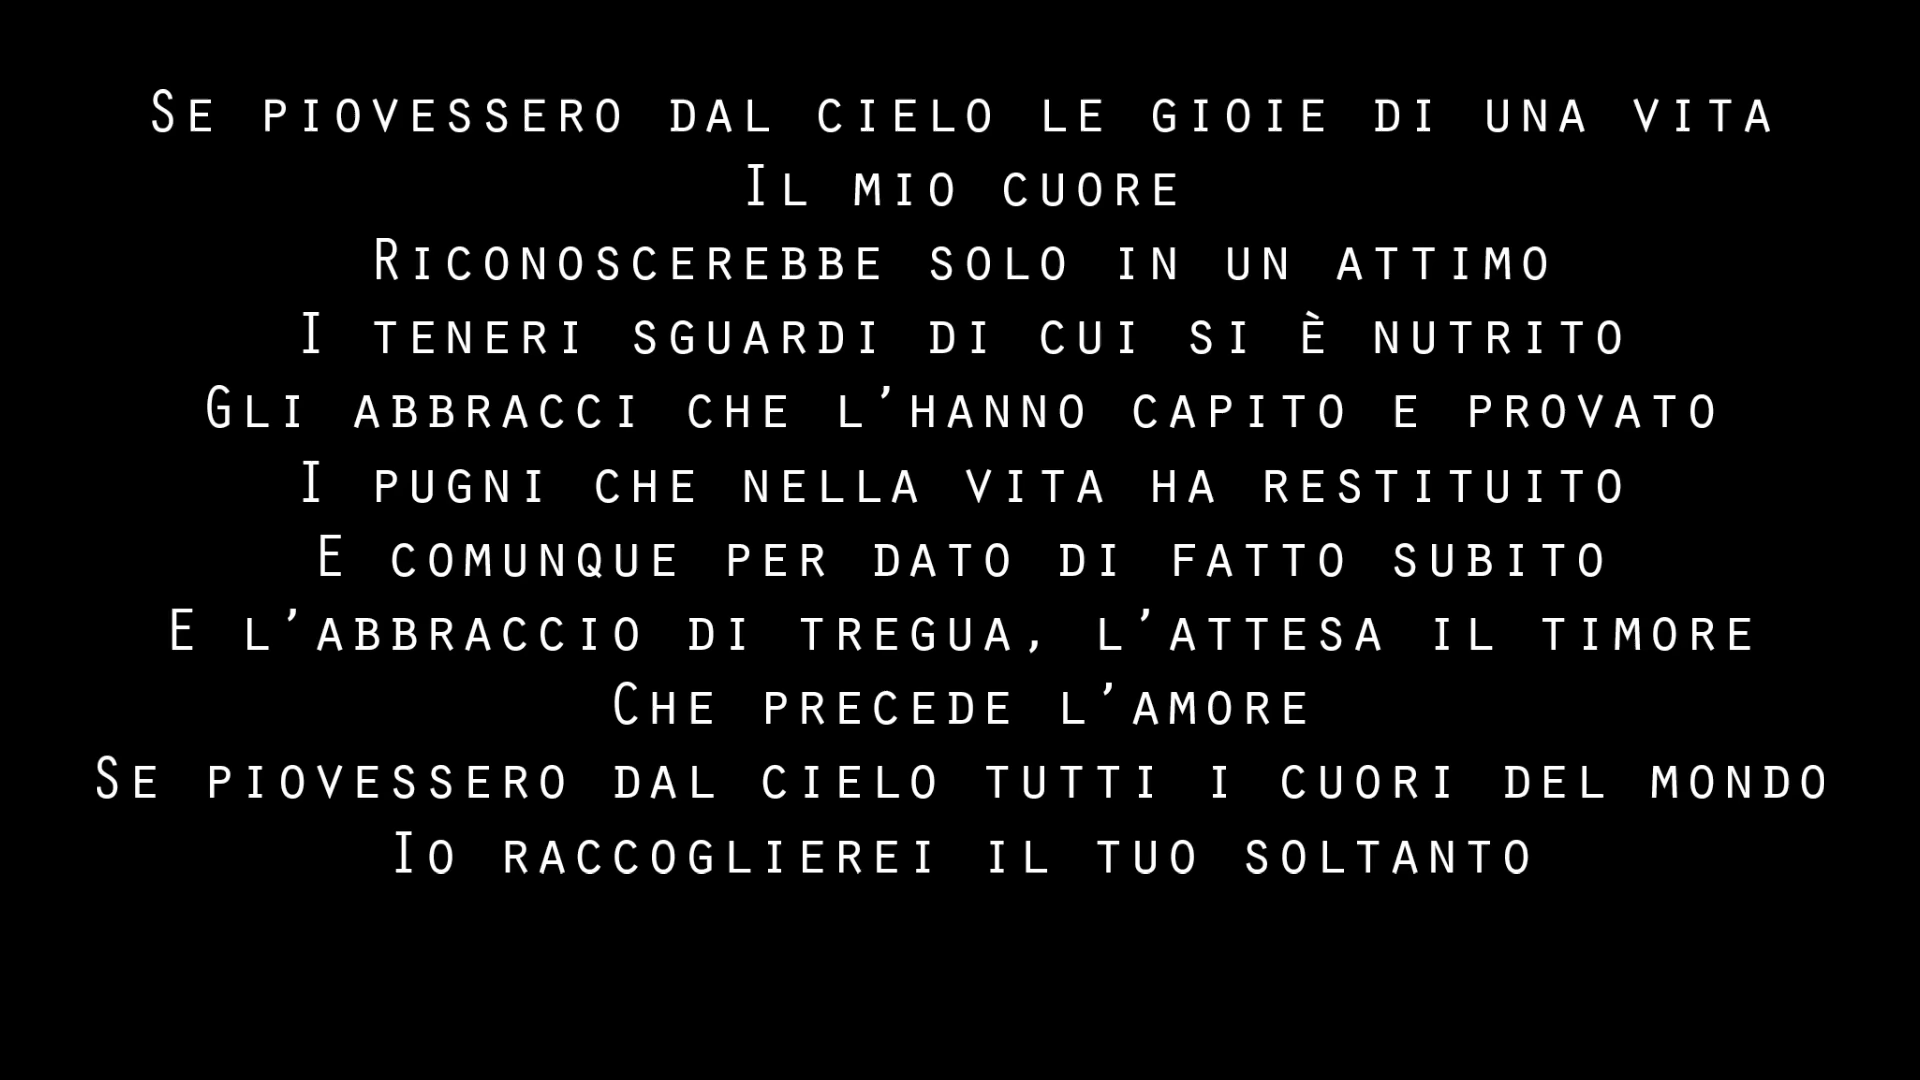 Se piovessero dal cielo le gioie di una vita
Il mio cuore
Riconoscerebbe solo in un attimo
I teneri sguardi di cui si è nutrito
Gli abbracci che l’hanno capito e provato
I pugni che nella vita ha restituito
E comunque per dato di fatto subito
E l’abbraccio di tregua, l’attesa il timore
Che precede l’amore
Se piovessero dal cielo tutti i cuori del mondo
Io raccoglierei il tuo soltanto